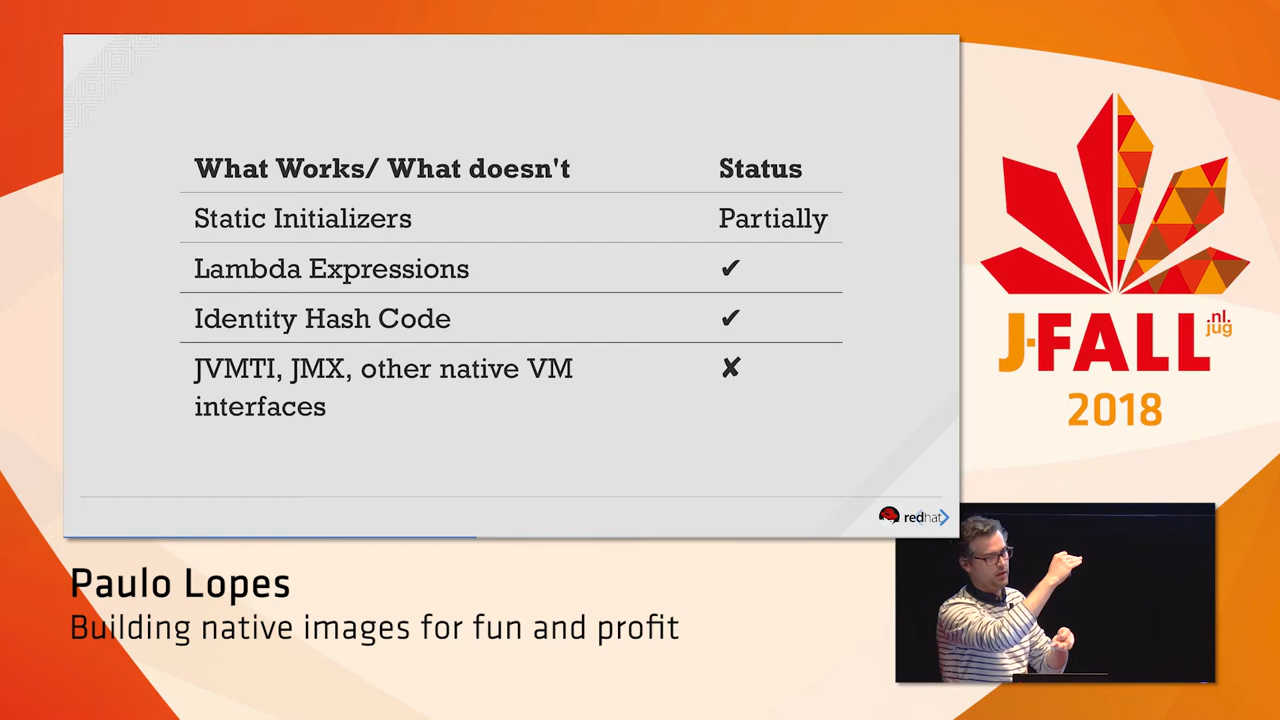 What Works/ What doesn't Status
Static Initializers Partially
Lambda Expressions ✔
Identity Hash Code ✔
JVMTI, JMX, other native VM ✘
interfaces
redhat
J·FALL
nl.
jug
2018
Paulo Lopes
Building native images for fun and profit